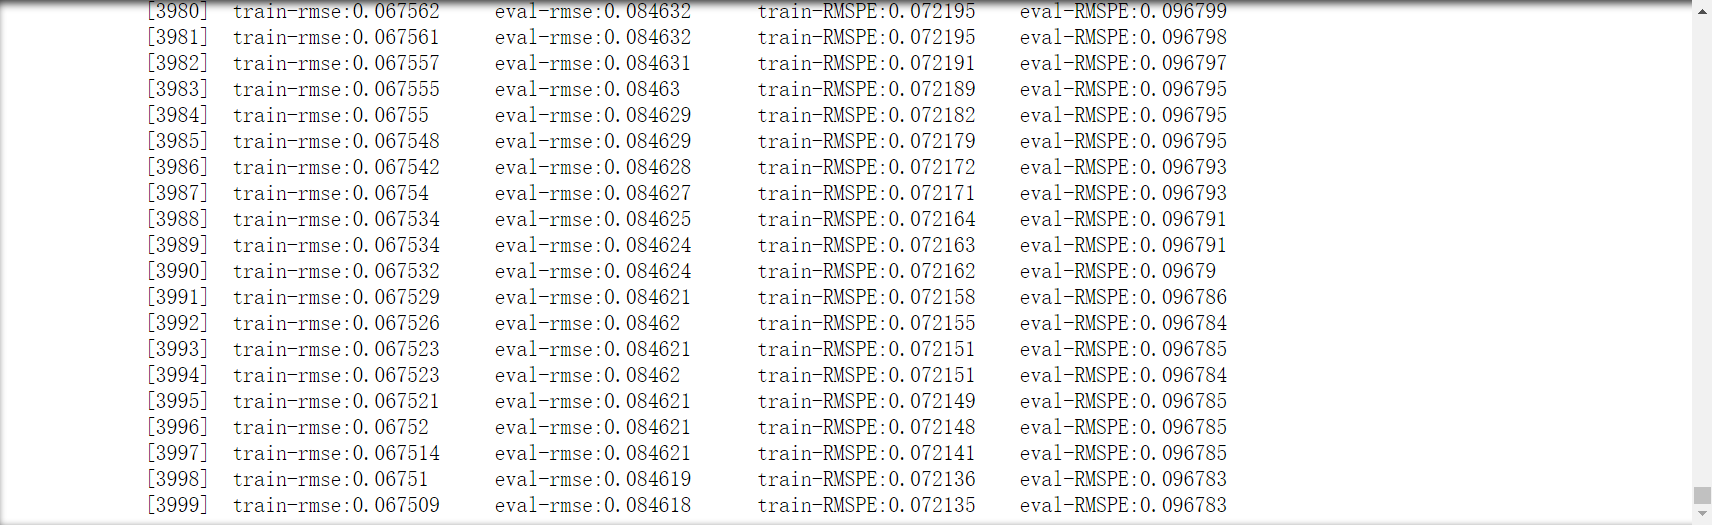 [3980] train-rmse:0.067562 eval-rmse:0.084632 train-RMSPE:0.072195 eval-RMSPE:0.096799
[3981] train-rmse:0.067561 eval-rmse:0.084632 train-RMSPE:0.072195 eval-RMSPE:0.096798
[3982] train-rmse:0.067557 eval-rmse:0.084631 train-RMSPE:0.072191 eval-RMSPE:0.096797
[3983] train-rmse:0.067555 eval-rmse:0.08463 train-RMSPE:0.072189 eval-RMSPE:0.096795
[3984] train-rmse:0.06755 eval-rmse:0.084629 train-RMSPE:0.072182 eval-RMSPE:0.096795
[3985] train-rmse:0.067548 eval-rmse:0.084629 train-RMSPE:0.072179 eval-RMSPE:0.096795
[3986] train-rmse:0.067542 eval-rmse:0.084628 train-RMSPE:0.072172 eval-RMSPE:0.096793
[3987] train-rmse:0.06754 eval-rmse:0.084627 train-RMSPE:0.072171 eval-RMSPE:0.096793
[3988] train-rmse:0.067534 eval-rmse:0.084625 train-RMSPE:0.072164 eval-RMSPE:0.096791
[3989] train-rmse:0.067534 eval-rmse:0.084624 train-RMSPE:0.072163 eval-RMSPE:0.096791
[3990] train-rmse:0.067532 eval-rmse:0.084624 train-RMSPE:0.072162 eval-RMSPE:0.09679
[3991] train-rmse:0.067529 eval-rmse:0.084621 train-RMSPE:0.072158 eval-RMSPE:0.096786
[3992] train-rmse:0.067526 eval-rmse:0.08462 train-RMSPE:0.072155 eval-RMSPE:0.096784
[3993] train-rmse:0.067523 eval-rmse:0.084621 train-RMSPE:0.072151 eval-RMSPE:0.096785
[3994] train-rmse:0.067523 eval-rmse:0.08462 train-RMSPE:0.072151 eval-RMSPE:0.096784
[3995] train-rmse:0.067521 eval-rmse:0.084621 train-RMSPE:0.072149 eval-RMSPE:0.096785
[3996] train-rmse:0.06752 eval-rmse:0.084621 train-RMSPE:0.072148 eval-RMSPE:0.096785
[3997] train-rmse:0.067514 eval-rmse:0.084621 train-RMSPE:0.072141 eval-RMSPE:0.096785
[3998] train-rmse:0.06751 eval-rmse:0.084619 train-RMSPE:0.072136 eval-RMSPE:0.096783
[3999] train-rmse:0.067509 eval-rmse:0.084618 train-RMSPE:0.072135 eval-RMSPE:0.096783